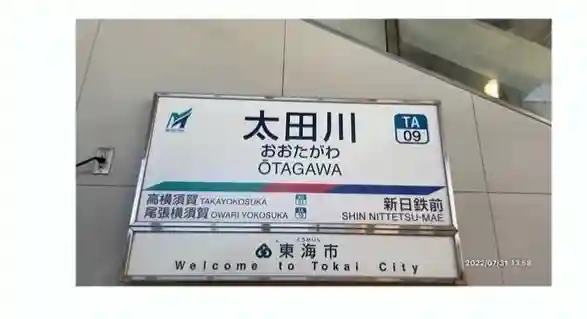 太田川
TA
09
おおたがわ
ŌTAGAWA
高横須賀 TAKAYOKOSUKA
尾張横須賀 OWARI YOKOSUKA
新日鉄前
SHIN NITTETSU-MAE
東海市
Welcome to Tokai City
2022/07/31 13:58